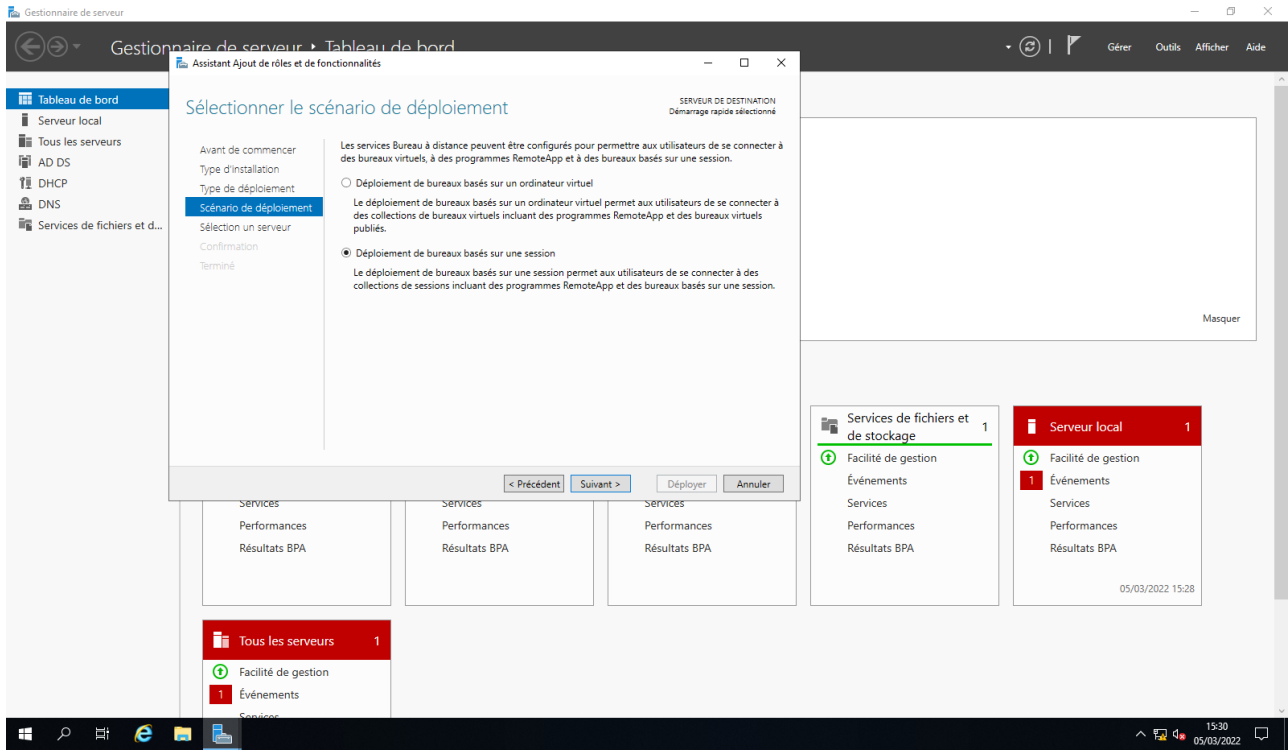 Gestionnaire de serveur
Gestionnaire de serveur • Tableau de bord
Gérer Outils Afficher Aide
Tableau de bord
Serveur local
Tous les serveurs
AD DS
DHCP
DNS
Services de fichiers et d...
Assistant Ajout de rôles et de fonctionnalités
Sélectionner le scénario de déploiement
SERVEUR DE DESTINATION
Démarrage rapide sélectionné
Avant de commencer
Type d'installation
Type de déploiement
Scénario de déploiement
Sélection un serveur
Confirmation
Terminé
Les services Bureau à distance peuvent être configurés pour permettre aux utilisateurs de se connecter à
des bureaux virtuels, à des programmes RemoteApp et à des bureaux basés sur une session.
Déploiement de bureaux basés sur un ordinateur virtuel
Le déploiement de bureaux basés sur un ordinateur virtuel permet aux utilisateurs de se connecter à
des collections de bureaux virtuels incluant des programmes RemoteApp et des bureaux virtuels
publiés.
Déploiement de bureaux basés sur une session
Le déploiement de bureaux basés sur une session permet aux utilisateurs de se connecter à des
collections de sessions incluant des programmes RemoteApp et des bureaux basés sur une session.
< Précédent Suivant > Déployer Annuler
Masquer
Services
Performances
Résultats BPA
Services
Performances
Résultats BPA
Services
Performances
Résultats BPA
Services de fichiers et
de stockage
1
Facilité de gestion
Événements
Services
Performances
Résultats BPA
Serveur local 1
Facilité de gestion
1 Événements
Services
Performances
Résultats BPA
05/03/2022 15:28
Tous les serveurs 1
Facilité de gestion
1 Événements
Services
15:30
05/03/2022